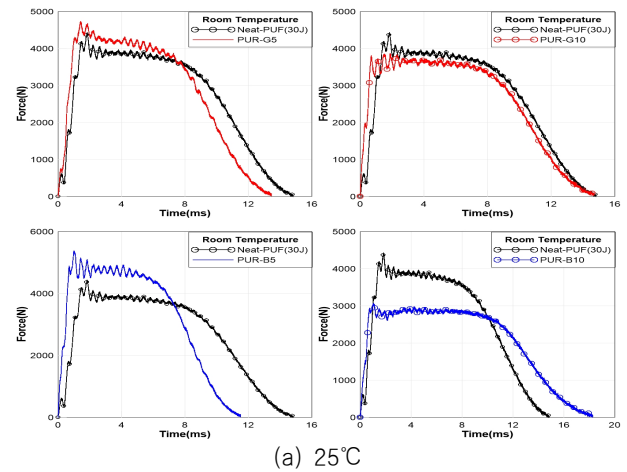 Room Temperature
Neat-PUF(30J)
PUR-G5
Force(N)
5000
4000
3000
2000
1000
0
0 4 8 12 16
Time(ms)
Room Temperature
Neat-PUF(30J)
PUR-G10
Force(N)
5000
4000
3000
2000
1000
0
0 4 8 12 16
Time(ms)
Room Temperature
Neat-PUF(30J)
PUR-B5
Force(N)
6000
4000
2000
0
0 4 8 12 16
Time(ms)
Room Temperature
Neat-PUF(30J)
PUR-B10
Force(N)
5000
4000
3000
2000
1000
0
0 4 8 12 16 20
Time(ms)
(a) 25℃